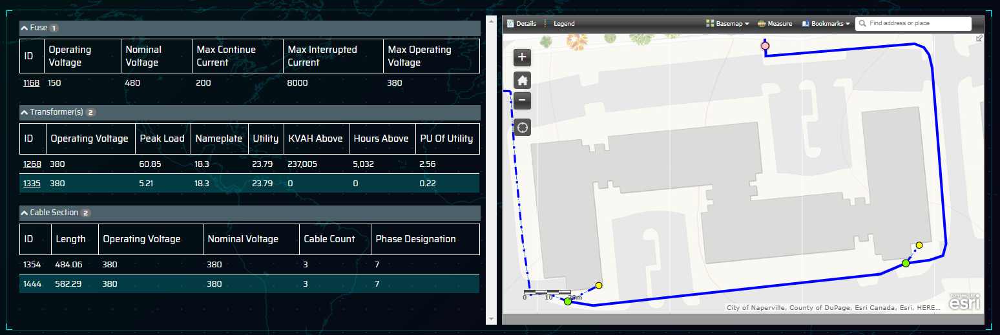 Fuse 1
ID Operating Voltage Nominal Voltage Max Continue Current Max Interrupted Current Max Operating Voltage
1168 150 480 200 8000 380
Transformer(s) 2
ID Operating Voltage Peak Load Nameplate Utility KVAH Above Hours Above PU Of Utility
1268 380 60.85 18.3 23.79 237,005 5,032 2.56
1335 380 5.21 18.3 23.79 0 0 0.22
Cable Section 2
ID Length Operating Voltage Nominal Voltage Cable Count Phase Designation
1354 484.06 380 380 3 7
1444 582.29 380 380 3 7
Details Legend Basemap Measure Bookmarks Find address or place
0 10 20m
City of Naperville, County of DuPage, Esri Canada, Esri, HERE...
POWERED BY
esri